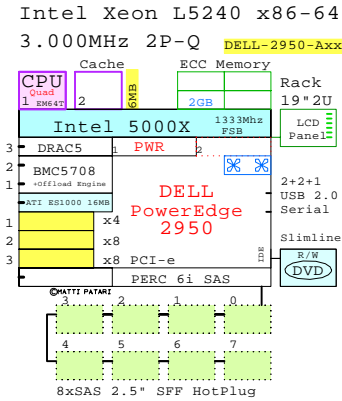 Intel Xeon L5240 x86-64
3.000MHz 2P-Q DELL-2950-Axx
Cache ECC Memory
CPU
Quad
1 EM64T 2 6MB 2GB
Rack
19"2U
Intel 5000X 1333Mhz
FSB
LCD
Panel
3 DRAC5 1 PWR 2
2 BMC5708
1 +Offload Engine
ATI ES1000 16MB
DELL
PowerEdge
2950
2+2+1
USB 2.0
Serial
1 x4
2 x8
3 x8 PCI-e IDE
Slimline
R/W
DVD
PERC 6i SAS
©MATTI PATARI
3 2 1 0
4 5 6 7
8xSAS 2.5" SFF HotPlug